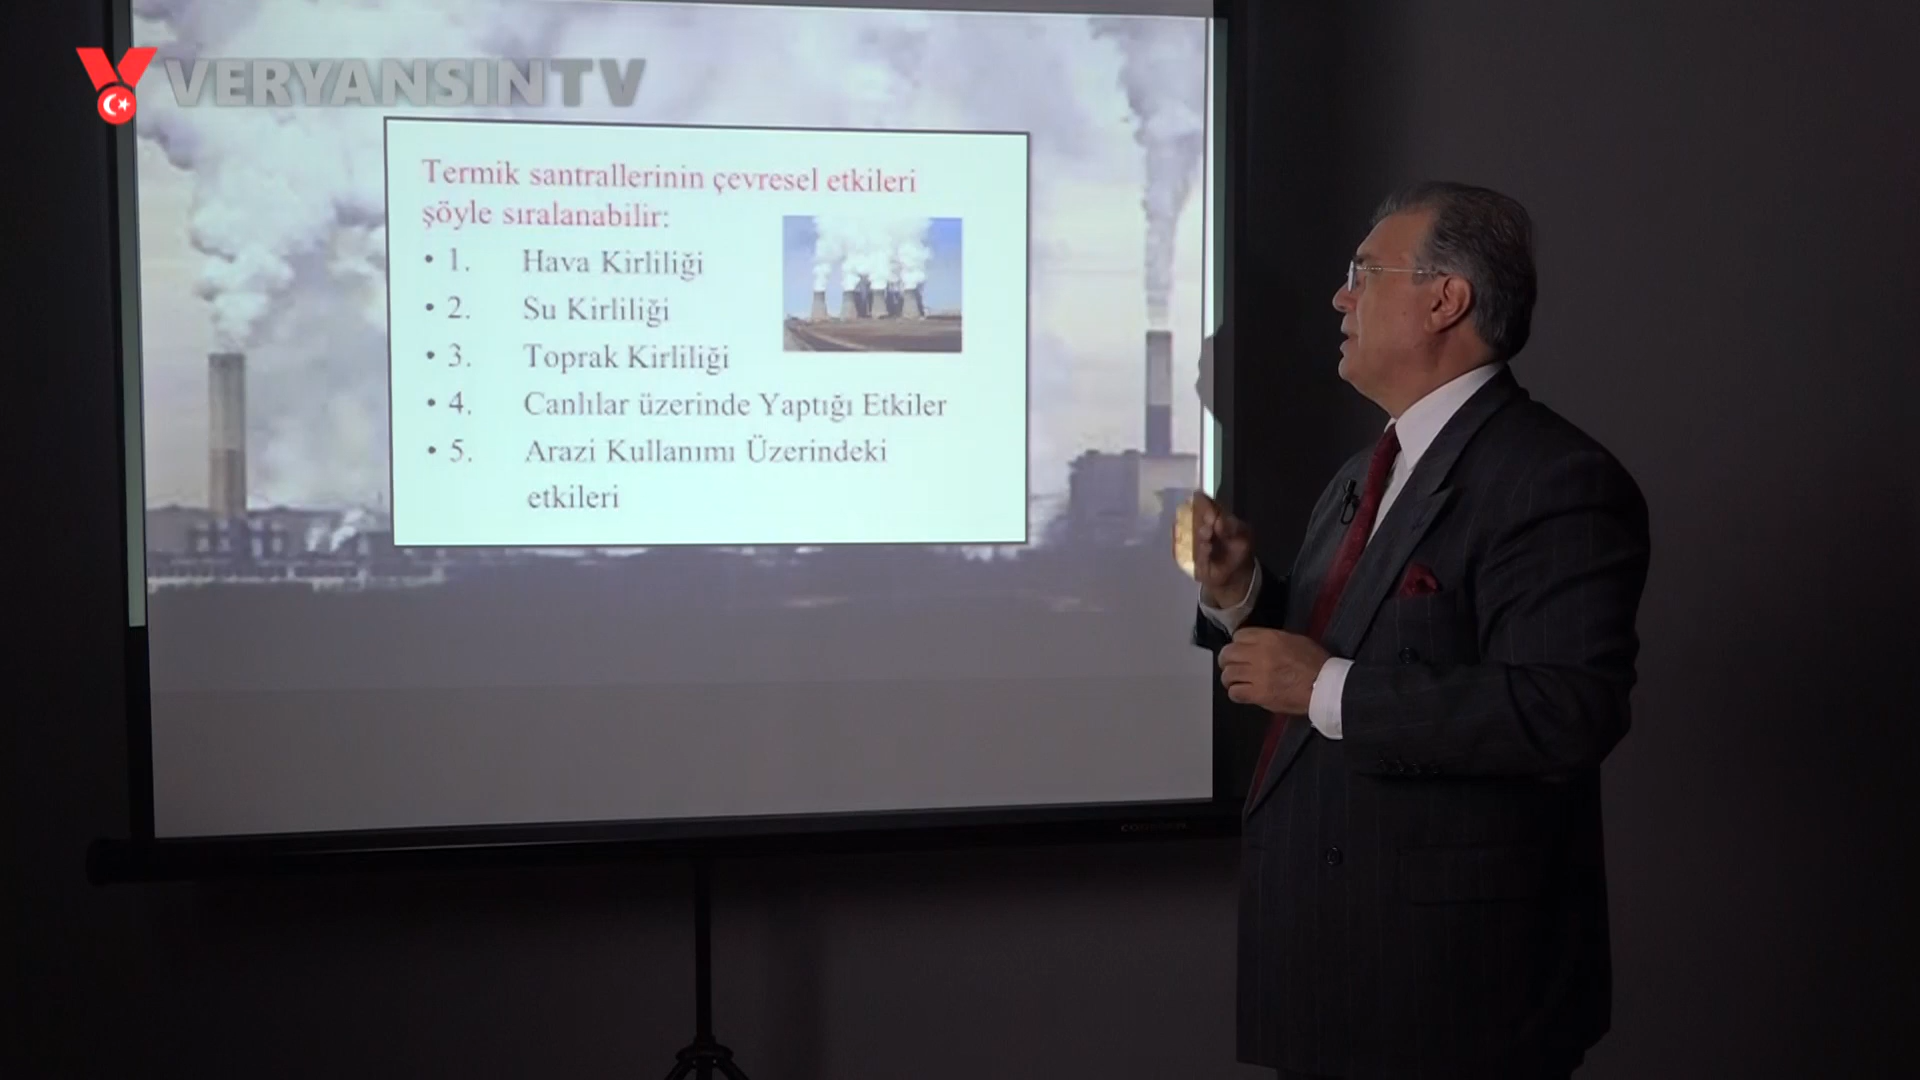 VERYANSINTV
Termik santrallerinin çevresel etkileri
şöyle sıralanabilir:
• 1. Hava Kirliliği
• 2. Su Kirliliği
• 3. Toprak Kirliliği
• 4. Canlılar üzerinde Yaptığı Etkiler
• 5. Arazi Kullanımı Üzerindeki
etkileri